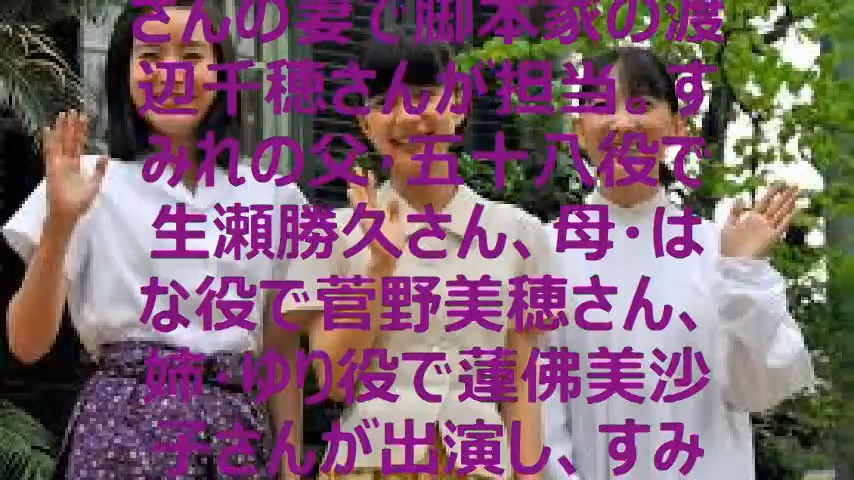 さんの妻で脚本家の渡
辺千穂さんが担当。す
みれの父・五十八役で
生瀬勝久さん、母・は
な役で菅野美穂さん、
姉・ゆり役で蓮佛美沙
子さんが出演し、すみ